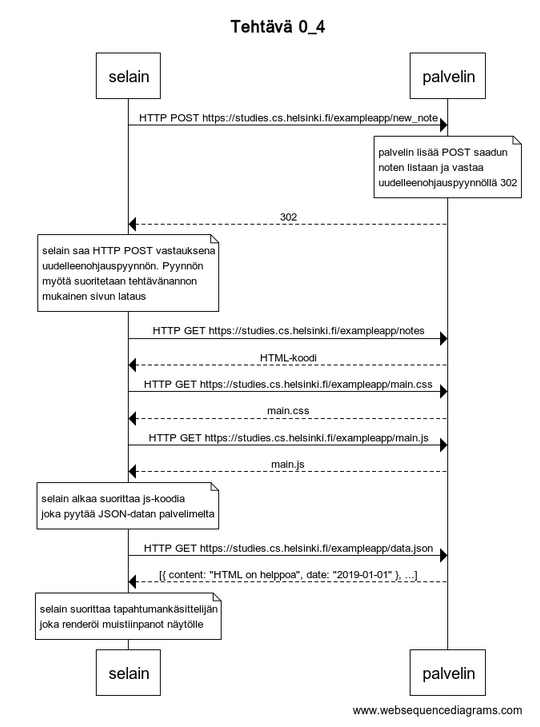 Tehtävä 0_4
selain
palvelin
HTTP POST https://studies.cs.helsinki.fi/exampleapp/new_note
palvelin lisää POST saadun
noten listaan ja vastaa
uudelleenohjauspyynnöllä 302
302
selain saa HTTP POST vastauksena
uudelleenohjauspyynnön. Pyynnön
myötä suoritetaan tehtävänannon
mukainen sivun lataus
HTTP GET https://studies.cs.helsinki.fi/exampleapp/notes
HTML-koodi
HTTP GET https://studies.cs.helsinki.fi/exampleapp/main.css
main.css
HTTP GET https://studies.cs.helsinki.fi/exampleapp/main.js
main.js
selain alkaa suorittaa js-koodia
joka pyytää JSON-datan palvelimelta
HTTP GET https://studies.cs.helsinki.fi/exampleapp/data.json
[{ content: "HTML on helppoa", date: "2019-01-01" }, ...]
selain suorittaa tapahtumankäsittelijän
joka renderöi muistiinpanot näytölle
selain
palvelin
www.websequencediagrams.com